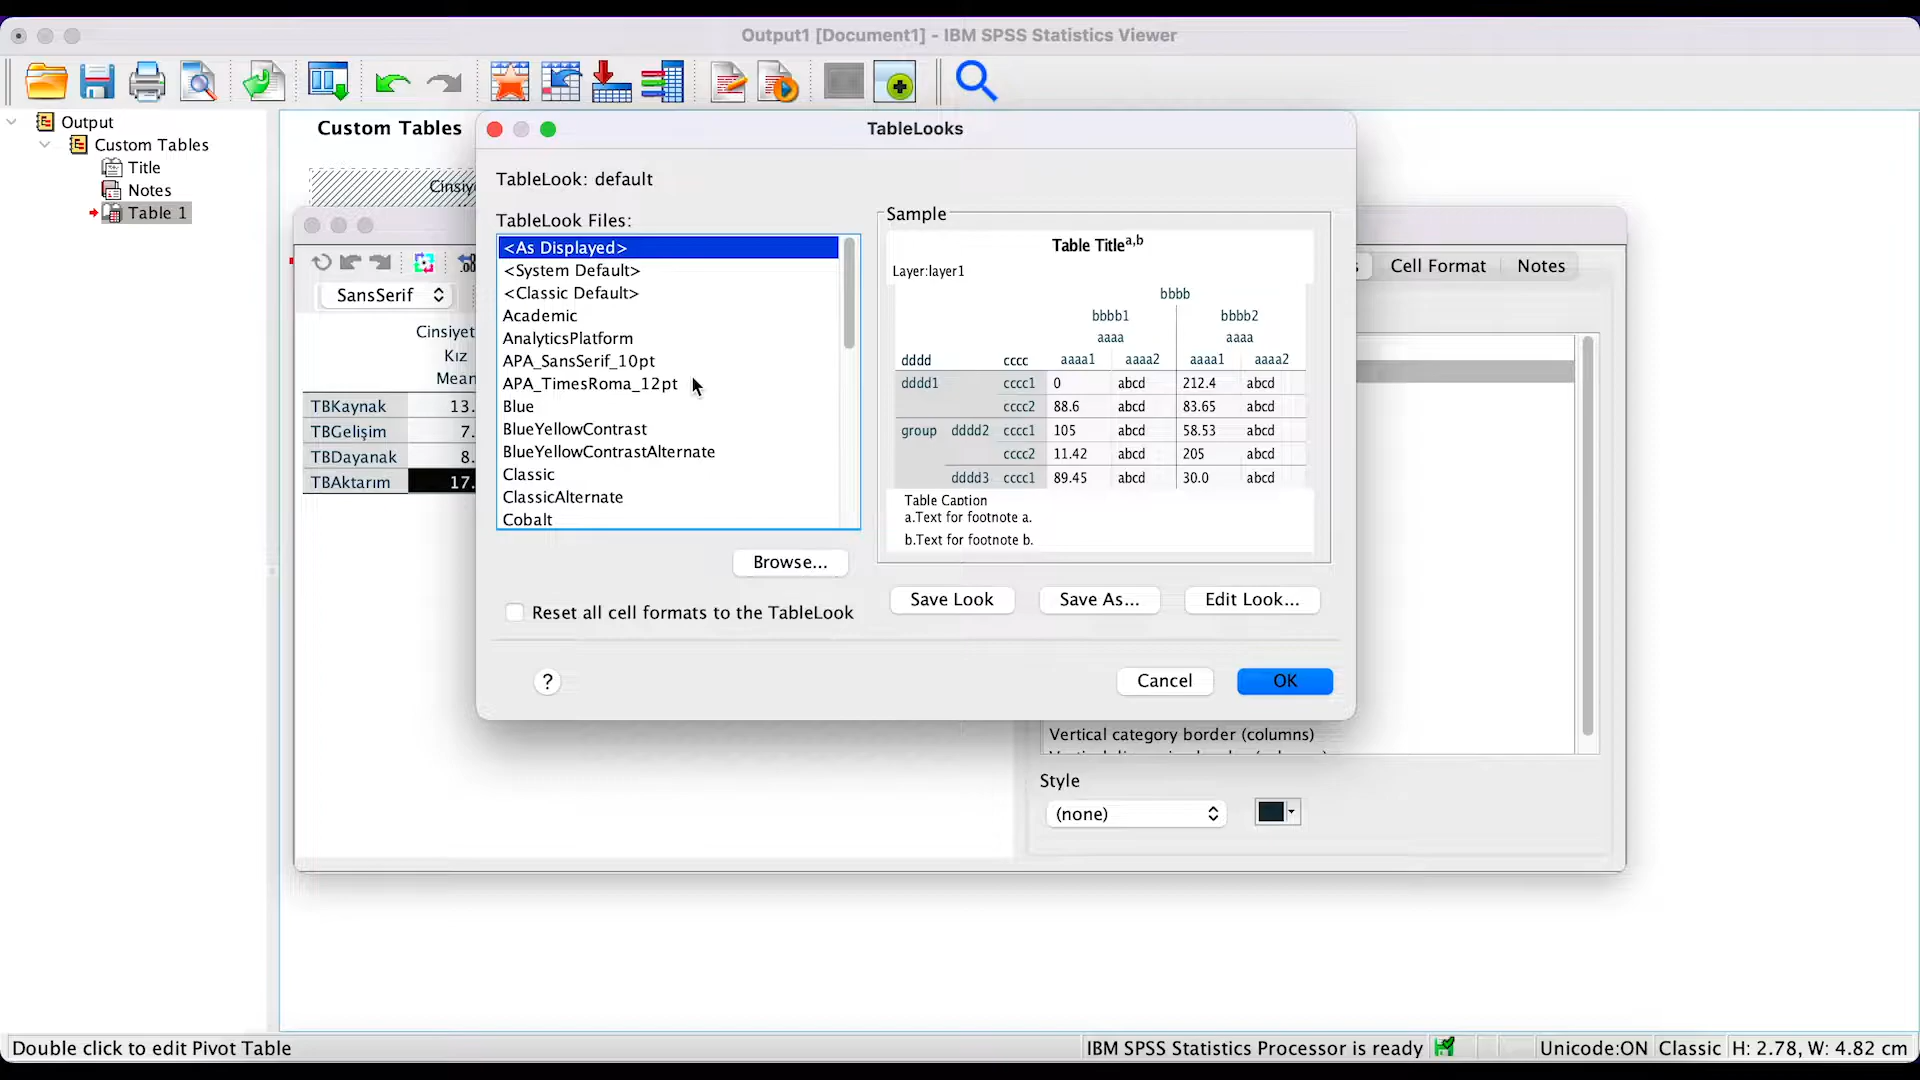 Output1 [Document1] - IBM SPSS Statistics Viewer
Output
Custom Tables
Title
Notes
Table 1
Custom Tables
SansSerif
Cinsiyet
Kız
Mean
TBKaynak 13.
TBGelişim 7.
TBDayanak 8.
TBAktarım 17.
TableLooks
TableLook: default
TableLook Files:
<As Displayed>
<System Default>
<Classic Default>
Academic
AnalyticsPlatform
APA_SansSerif_10pt
APA_TimesRoma_12pt
Blue
BlueYellowContrast
BlueYellowContrastAlternate
Classic
ClassicAlternate
Cobalt
Browse...
Reset all cell formats to the TableLook
Sample
Table Titlea,b
Layer:layer1
bbbb
bbbb1 bbbb2
aaaa aaaa
dddd cccc aaaa1 aaaa2 aaaa1 aaaa2
dddd1 cccc1 0 abcd 212.4 abcd
cccc2 88.6 abcd 83.65 abcd
group dddd2 cccc1 105 abcd 58.53 abcd
cccc2 11.42 abcd 205 abcd
dddd3 cccc1 89.45 abcd 30.0 abcd
Table Caption
a.Text for footnote a.
b.Text for footnote b.
Save Look Save As... Edit Look...
? Cancel OK
Cell Format Notes
Vertical category border (columns)
Style
(none)
Double click to edit Pivot Table
IBM SPSS Statistics Processor is ready
Unicode:ON Classic H: 2.78, W: 4.82 cm